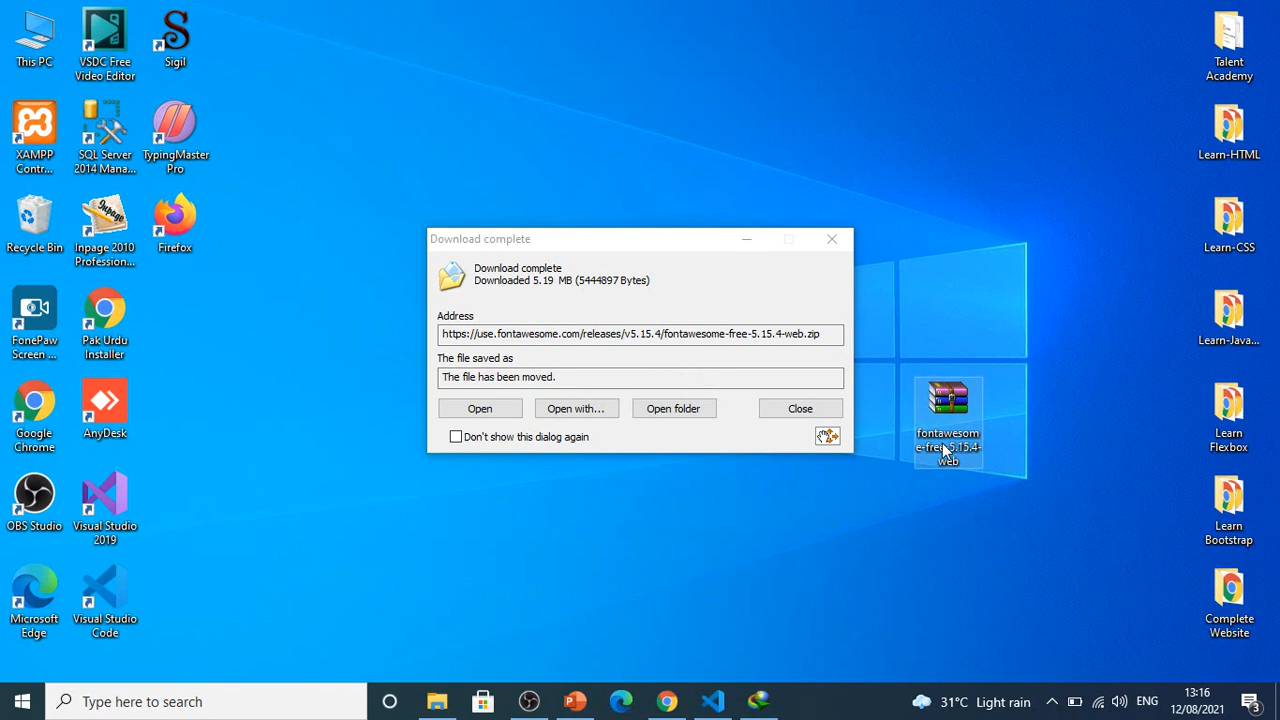 This PC
VSDC Free
Video Editor
Sigil
XAMPP
Contr...
SQL Server
2014 Mana...
TypingMaster
Pro
Recycle Bin
Inpage 2010
Profession...
Firefox
FonePaw
Screen ...
Pak Urdu
Installer
Google
Chrome
AnyDesk
OBS Studio
Visual Studio
2019
Microsoft
Edge
Visual Studio
Code
Download complete
Download complete
Downloaded 5.19 MB (5444897 Bytes)
Address
https://use.fontawesome.com/releases/v5.15.4/fontawesome-free-5.15.4-web.zip
The file saved as
The file has been moved.
Open
Open with...
Open folder
Close
Don't show this dialog again
fontawesom
e-free-5.15.4-
web
Talent
Academy
Learn-HTML
Learn-CSS
Learn-Java...
Learn
Flexbox
Learn
Bootstrap
Complete
Website
Type here to search
31°C Light rain
ENG
13:16
12/08/2021
3